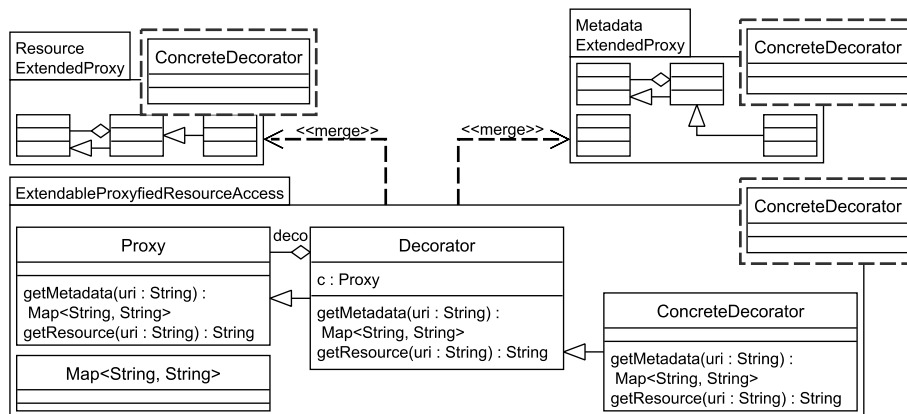 Resource
ExtendedProxy
ConcreteDecorator
Metadata
ExtendedProxy
ConcreteDecorator
<<merge>>
<<merge>>
ExtendableProxyfiedResourceAccess
ConcreteDecorator
Proxy
getMetadata(uri : String) :
Map<String, String>
getResource(uri : String) : String
deco
Decorator
c : Proxy
getMetadata(uri : String) :
Map<String, String>
getResource(uri : String) : String
ConcreteDecorator
getMetadata(uri : String) :
Map<String, String>
getResource(uri : String) : String
Map<String, String>